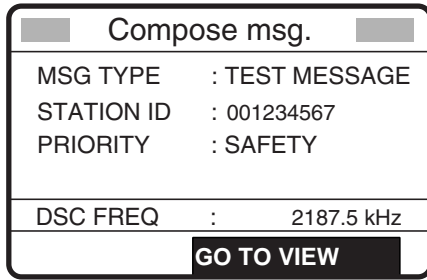 Compose msg.
MSG TYPE : TEST MESSAGE
STATION ID : 001234567
PRIORITY : SAFETY
DSC FREQ : 2187.5 kHz
GO TO VIEW